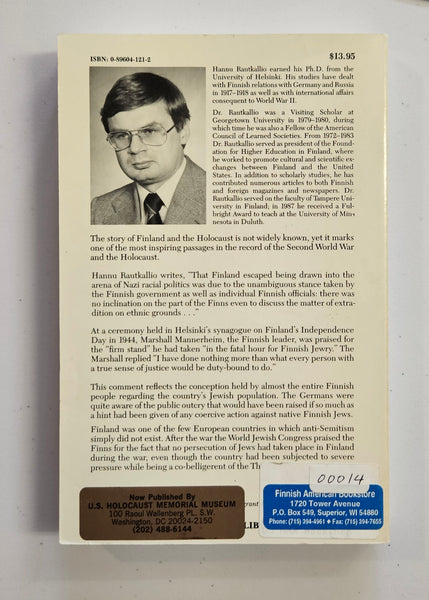 ISBN: 0-89604-121-2
$13.95
Hannu Rautkallio earned his Ph.D. from the
University of Helsinki. His studies have dealt
with Finnish relations with Germany and Russia
in 1917-1918 as well as with international affairs
consequent to World War II.
Dr. Rautkallio was a Visiting Scholar at
Georgetown University in 1979-1980, during
which time he was also a Fellow of the American
Council of Learned Societies. From 1972-1983
Dr. Rautkallio served as president of the Found-
ation for Higher Education in Finland, where
he worked to promote cultural and scientific ex-
changes between Finland and the United
States. In addition to scholarly studies, he has
contributed numerous articles to both Finnish
and foreign magazines and newspapers. Dr.
Rautkallio served on the faculty of Tampere Uni-
versity in Finland; in 1987 he received a Ful-
bright Award to teach at the University of Min-
nesota in Duluth.
The story of Finland and the Holocaust is not widely known, yet it marks
one of the most inspiring passages in the record of the Second World War
and the Holocaust.
Hannu Rautkallio writes, "That Finland escaped being drawn into the
arena of Nazi racial politics was due to the unambiguous stance taken by
the Finnish government as well as individual Finnish officials: there was
no inclination on the part of the Finns even to discuss the matter of extra-
dition on ethnic grounds . . ."
At a ceremony held in Helsinki's synagogue on Finland's Independence
Day in 1944, Marshall Mannerheim, the Finnish leader, was praised for
the "firm stand" he had taken "in the fatal hour for Finnish Jewry." The
Marshall replied "I have done nothing more than what every person with
a true sense of justice would be duty-bound to do."
This comment reflects the conception held by almost the entire Finnish
people regarding the country's Jewish population. The Germans were
quite aware of the public outcry that would have been raised if so much as
a hint had been given of any coercive action against native Finnish Jews.
Finland was one of the few European countries in which anti-Semitism
simply did not exist. After the war the World Jewish Congress praised the
Finns for the fact that no persecution of Jews had taken place in Finland
during the war, even though the country had been subjected to severe
pressure while being a co-belligerent of the Th
00014
Now Published By
U.S. HOLOCAUST MEMORIAL MUSEUM
100 Raoul Wallenberg PL. S.W.
Washington, DC 20024-2150
(202) 488-6144
grant
LIB
Finnish American Bookstore
1720 Tower Avenue
P.O. Box 549, Superior, WI 54880
Phone: (715) 394-4961 • Fax: (715) 394-7655